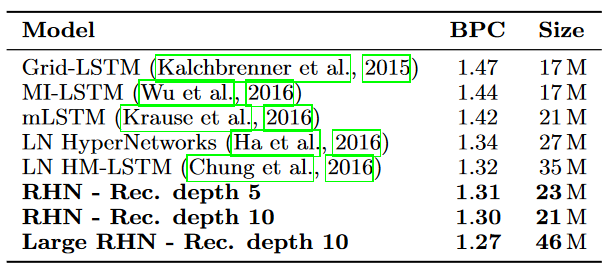 Model BPC Size
Grid-LSTM (Kalchbrenner et al., 2015) 1.47 17 M
MI-LSTM (Wu et al., 2016) 1.44 17 M
mLSTM (Krause et al., 2016) 1.42 21 M
LN HyperNetworks (Ha et al., 2016) 1.34 27 M
LN HM-LSTM (Chung et al., 2016) 1.32 35 M
RHN - Rec. depth 5 1.31 23 M
RHN - Rec. depth 10 1.30 21 M
Large RHN - Rec. depth 10 1.27 46 M